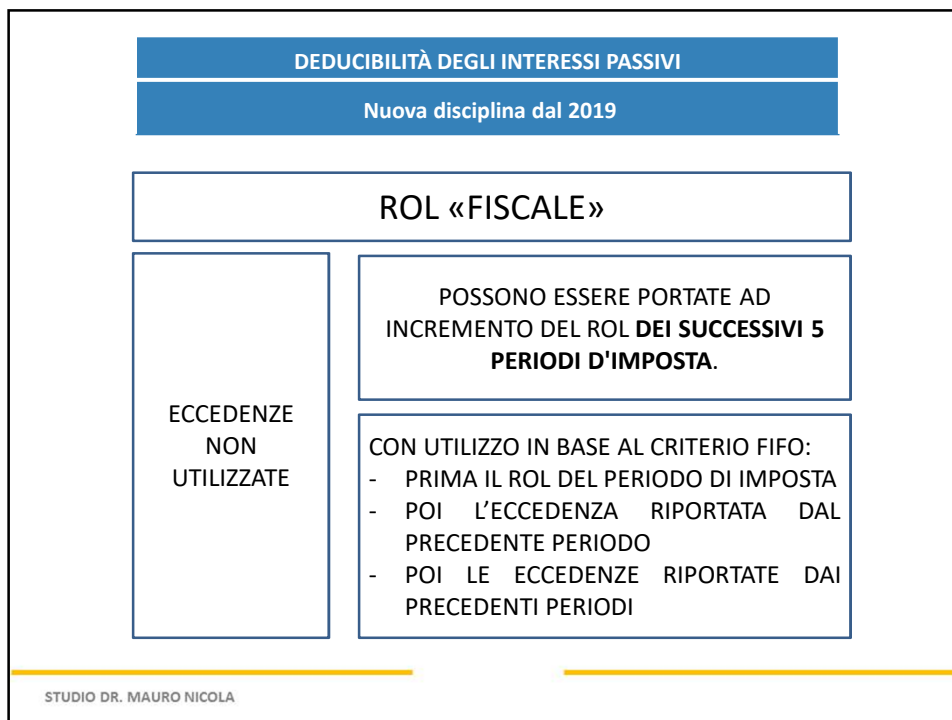 DEDUCIBILITÀ DEGLI INTERESSI PASSIVI
Nuova disciplina dal 2019
ROL «FISCALE»
ECCEDENZE
NON
UTILIZZATE
POSSONO ESSERE PORTATE AD
INCREMENTO DEL ROL DEI SUCCESSIVI 5
PERIODI D'IMPOSTA.
CON UTILIZZO IN BASE AL CRITERIO FIFO:
- PRIMA IL ROL DEL PERIODO DI IMPOSTA
- POI L’ECCEDENZA RIPORTATA DAL
PRECEDENTE PERIODO
- POI LE ECCEDENZE RIPORTATE DAI
PRECEDENTI PERIODI
STUDIO DR. MAURO NICOLA